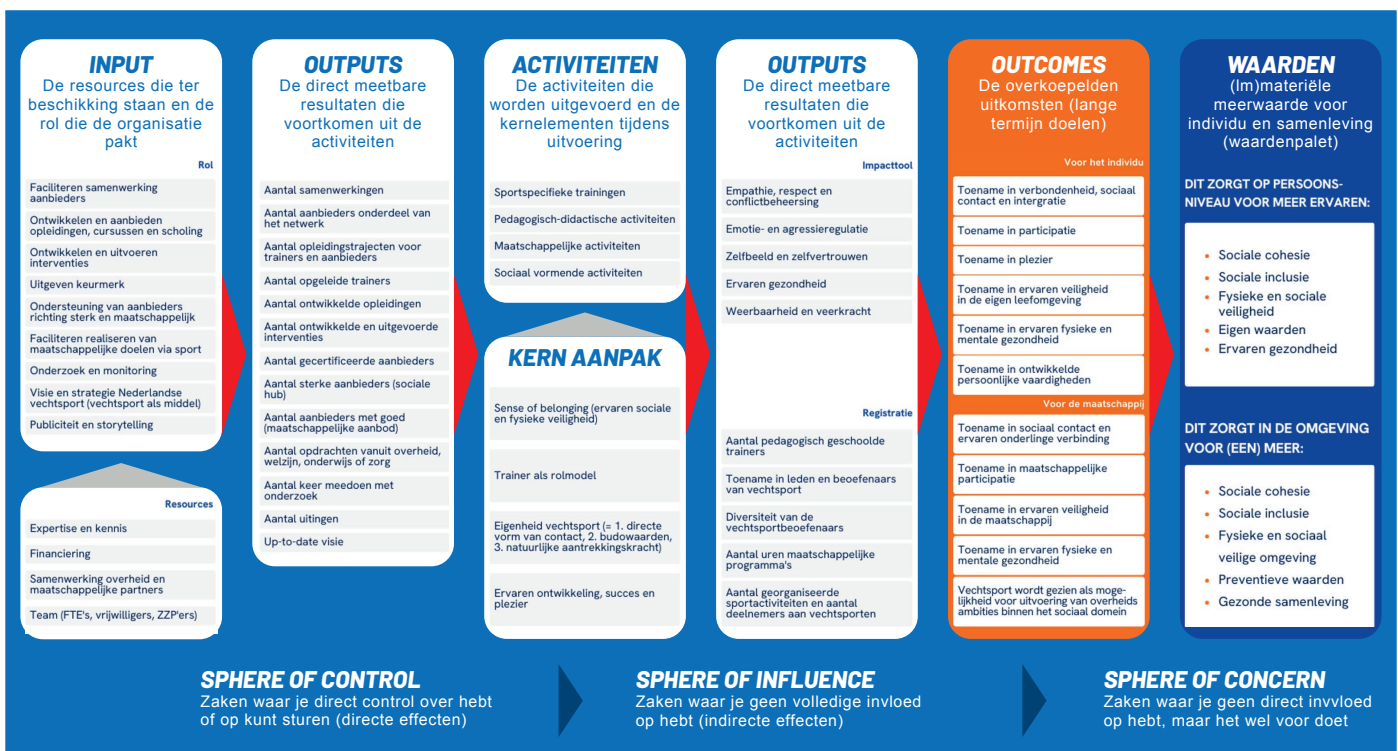 INPUT
De resources die ter
beschikking staan en de
rol die de organisatie
pakt
Rol
Faciliteren samenwerking
aanbieders
Ontwikkelen en aanbieden
opleidingen, cursussen en scholing
Ontwikkelen en uitvoeren
interventies
Uitgeven keurmerk
Ondersteuning van aanbieders
richting sterk en maatschappelijk
Faciliteren realiseren van
maatschappelijke doelen via sport
Onderzoek en monitoring
Visie en strategie Nederlandse
vechtsport (vechtsport als middel)
Publiciteit en storytelling
Resources
Expertise en kennis
Financiering
Samenwerking overheid en
maatschappelijke partners
Team (FTE's, vrijwilligers, ZZP'ers)
OUTPUTS
De direct meetbare
resultaten die
voortkomen uit de
activiteiten
Aantal samenwerkingen
Aantal aanbieders onderdeel van
het netwerk
Aantal opleidingstrajecten voor
trainers en aanbieders
Aantal opgeleide trainers
Aantal ontwikkelde opleidingen
Aantal ontwikkelde en uitgevoerde
interventies
Aantal gecertificeerde aanbieders
Aantal sterke aanbieders (sociale
hub)
Aantal aanbieders met goed
(maatschappelijke aanbod)
Aantal opdrachten vanuit overheid,
welzijn, onderwijs of zorg
Aantal keer meedoen met
onderzoek
Aantal uitingen
Up-to-date visie
ACTIVITEITEN
De activiteiten die
worden uitgevoerd en de
kernelementen tijdens
uitvoering
Sportspecifieke trainingen
Pedagogisch-didactische activiteiten
Maatschappelijke activiteiten
Sociaal vormende activiteiten
KERN AANPAK
Sense of belonging (ervaren sociale
en fysieke veiligheid)
Trainer als rolmodel
Eigenheid vechtsport (= 1. directe
vorm van contact, 2. budowaarden,
3. natuurlijke aantrekkingskracht)
Ervaren ontwikkeling, succes en
plezier
OUTPUTS
De direct meetbare
resultaten die
voortkomen uit de
activiteiten
Impacttool
Empathie, respect en
conflictbeheersing
Emotie- en agressieregulatie
Zelfbeeld en zelfvertrouwen
Ervaren gezondheid
Weerbaarheid en veerkracht
Registratie
Aantal pedagogisch geschoolde
trainers
Toename in leden en beoefenaars
van vechtsport
Diversiteit van de
vechtsportbeoefenaars
Aantal uren maatschappelijke
programma's
Aantal georganiseerde
sportactiviteiten en aantal
deelnemers aan vechtsporten
OUTCOMES
De overkoepelden
uitkomsten (lange
termijn doelen)
Voor het individu
Toename in verbondenheid, sociaal
contact en intergratie
Toename in participatie
Toename in plezier
Toename in ervaren veiligheid
in de eigen leefomgeving
Toename in ervaren fysieke en
mentale gezondheid
Toename in ontwikkelde
persoonlijke vaardigheden
Voor de maatschappij
Toename in sociaal contact en
ervaren onderlinge verbinding
Toename in maatschappelijke
participatie
Toename in ervaren veiligheid
in de maatschappij
Toename in ervaren fysieke en
mentale gezondheid
Vechtsport wordt gezien als moge-
lijkheid voor uitvoering van overheids
ambities binnen het sociaal domein
WAARDEN
(Im)materiële
meerwaarde voor
individu en samenleving
(waardenpalet)
DIT ZORGT OP PERSOONS-
NIVEAU VOOR MEER ERVAREN:
• Sociale cohesie
• Sociale inclusie
• Fysieke en sociale
veiligheid
• Eigen waarden
• Ervaren gezondheid
DIT ZORGT IN DE OMGEVING
VOOR (EEN) MEER:
• Sociale cohesie
• Sociale inclusie
• Fysieke en sociaal
veilige omgeving
• Preventieve waarden
• Gezonde samenleving
SPHERE OF CONTROL
Zaken waar je direct control over hebt
of op kunt sturen (directe effecten)
SPHERE OF INFLUENCE
Zaken waar je geen volledige invloed
op hebt (indirecte effecten)
SPHERE OF CONCERN
Zaken waar je geen direct invvloed
op hebt, maar het wel voor doet